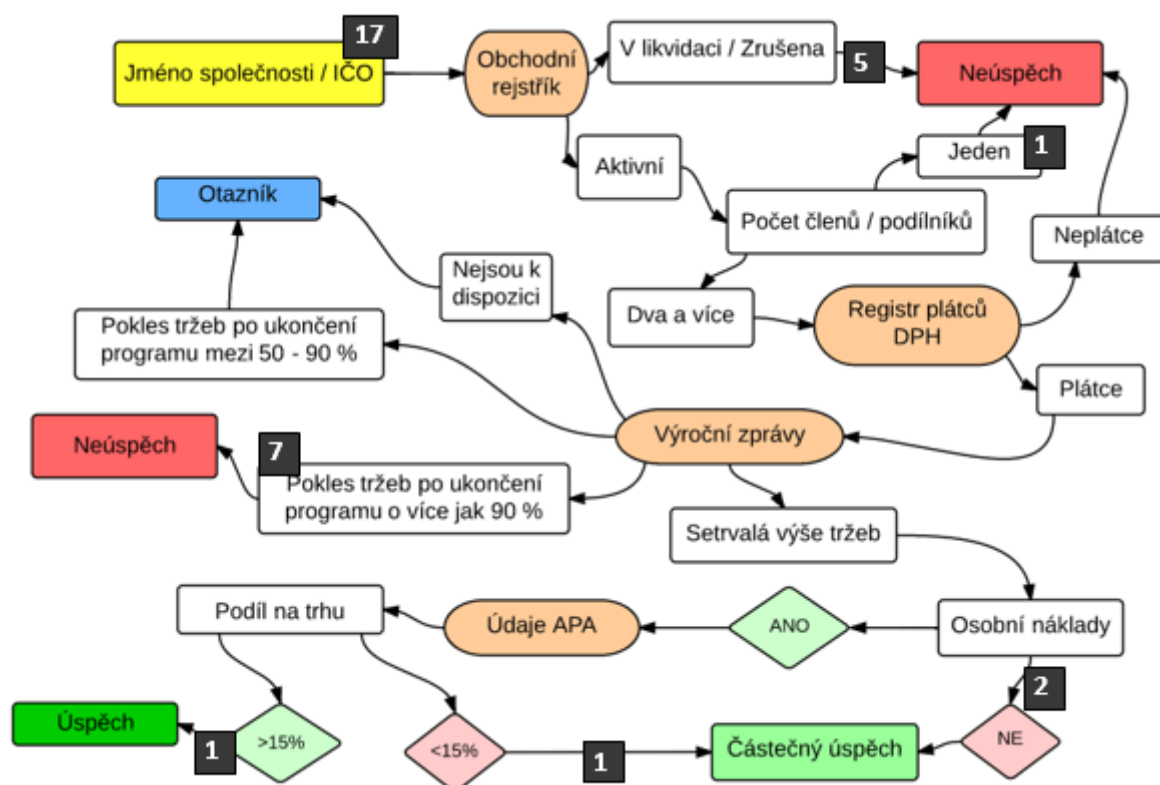 17
Jméno společnosti / IČO
Obchodní
rejstřík
V likvidaci / Zrušena
5
Neúspěch
Aktivní
Jeden
1
Počet členů / podílníků
Neplátce
Otazník
Nejsou k
dispozici
Dva a více
Registr plátců
DPH
Pokles tržeb po ukončení
programu mezi 50 - 90 %
Plátce
Neúspěch
7
Výroční zprávy
Pokles tržeb po ukončení
programu o více jak 90 %
Setrvalá výše tržeb
Podíl na trhu
Údaje APA
ANO
Osobní náklady
2
Úspěch
1
>15%
<15%
1
Částečný úspěch
NE